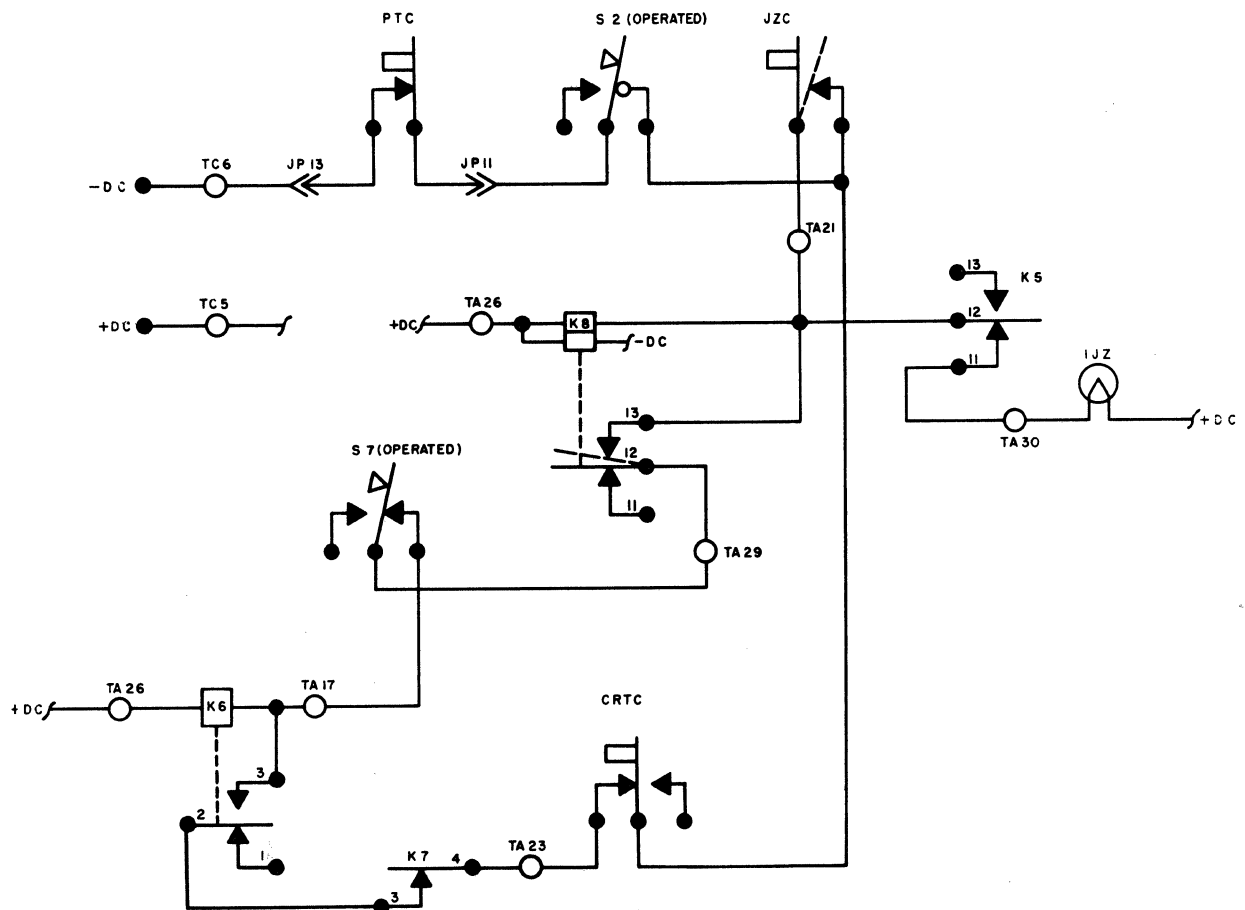 PTC
S 2 (OPERATED)
JZC
TC6
JP13
JP11
-DC
TA21
13
K5
TC5
TA26
12
+DC
+DC
K8
-DC
11
1JZ
13
+DC
TA30
S 7 (OPERATED)
12
11
TA29
TA26
TA17
CRTC
+DC
K6
3
2
TA23
1
K7
4
3